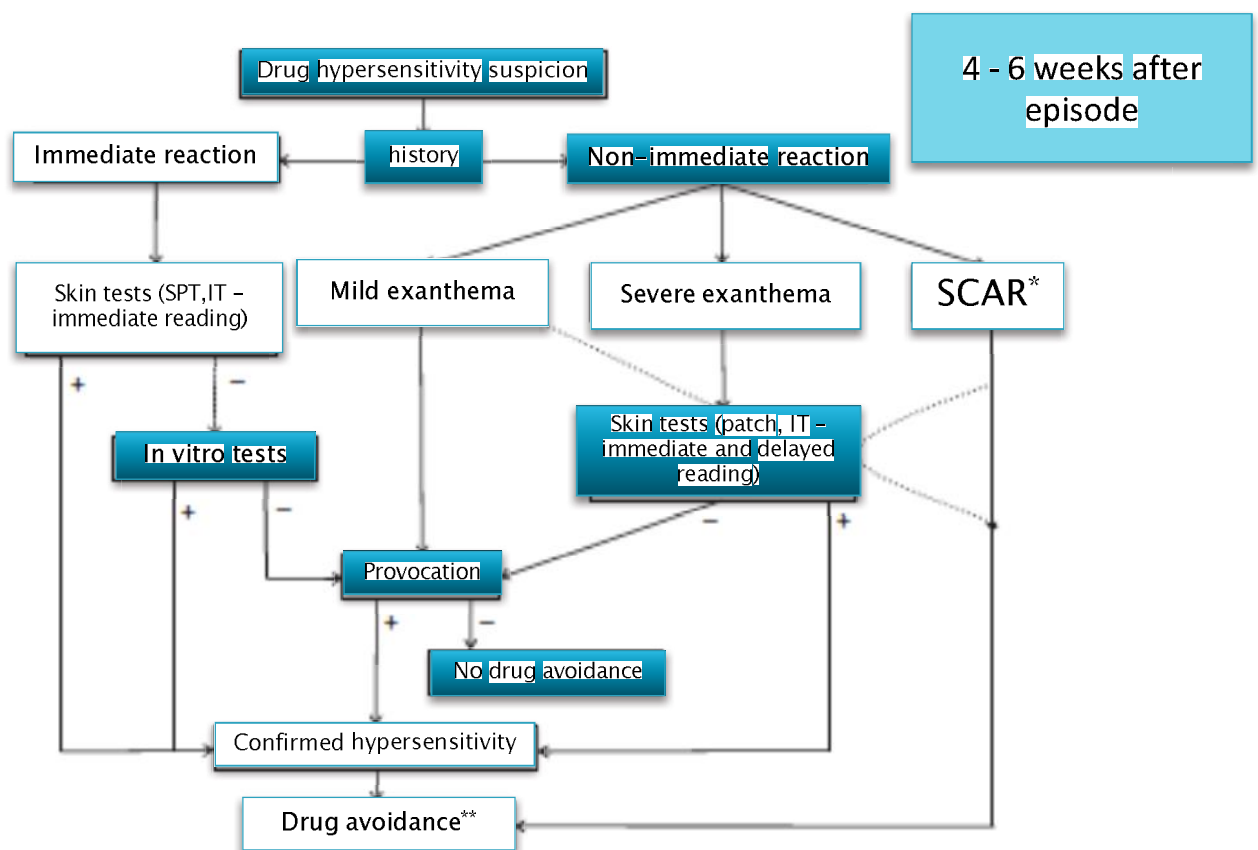 Drug hypersensitivity suspicion
4 - 6 weeks after
episode
Immediate reaction
history
Non-immediate reaction
Skin tests (SPT,IT –
immediate reading)
Mild exanthema
Severe exanthema
SCAR*
+
–
Skin tests (patch, IT –
immediate and delayed
reading)
In vitro tests
+
–
–
+
Provocation
+
–
No drug avoidance
Confirmed hypersensitivity
Drug avoidance**